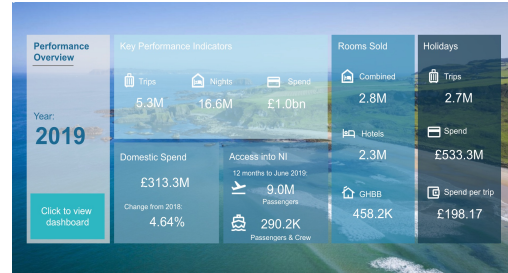 Performance
Overview
Year:
2019
Click to view
dashboard
Key Performance Indicators
Trips
5.3M
Nights
16.6M
Spend
£1.0bn
Domestic Spend
£313.3M
Change from 2018:
4.64%
Access into NI
12 months to June 2019:
9.0M
Passengers
290.2K
Passengers & Crew
Rooms Sold
Combined
2.8M
Hotels
2.3M
GHBB
458.2K
Holidays
Trips
2.7M
Spend
£533.3M
Spend per trip
£198.17